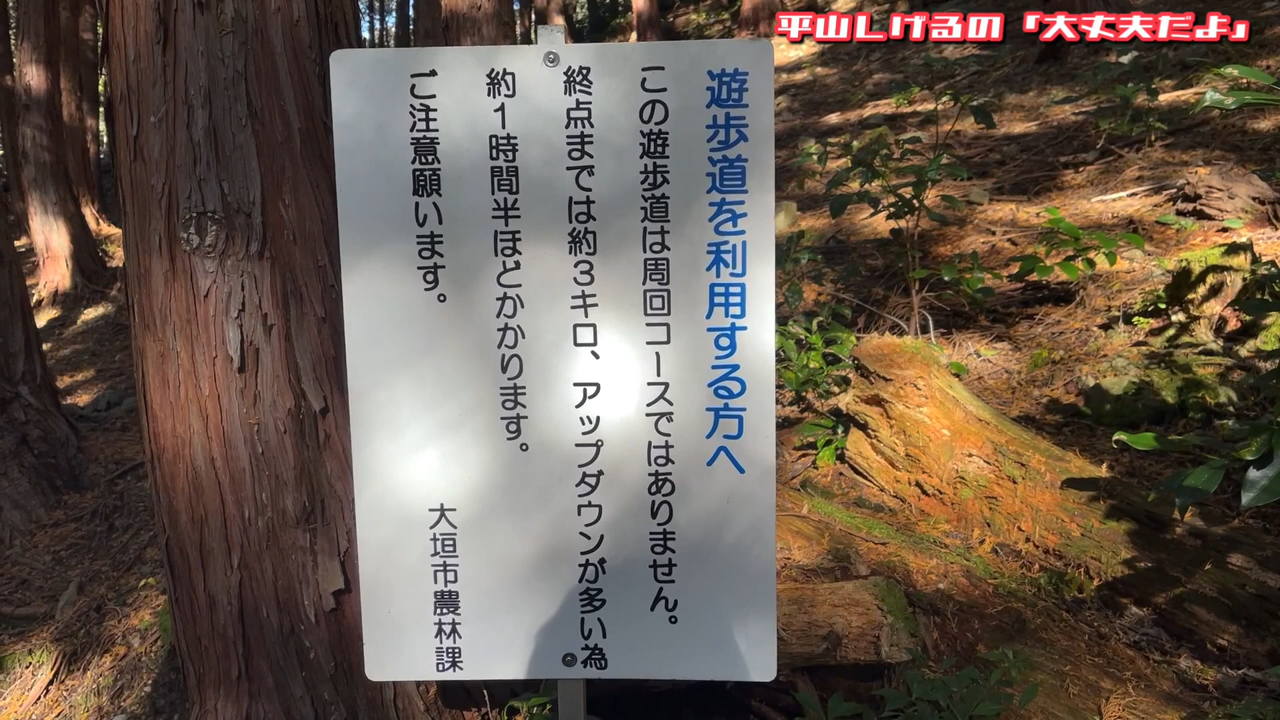 平山しげるの「大丈夫だよ」
遊歩道を利用する方へ
この遊歩道は周回コースではありません。
終点までは約3キロ、アップダウンが多い為
約1時間半ほどかかります。
ご注意願います。
大垣市農林課